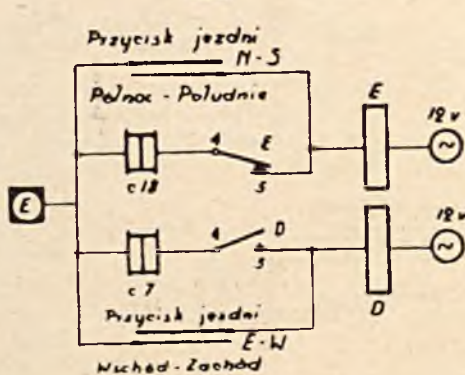 Przycisk jezdni
N-S
Północ-Południe
E
12 v
4
E
~
c 18
5
E
4
D
12 v
~
c 7
5
Przycisk jezdni
D
E-W
Wschód-Zachód